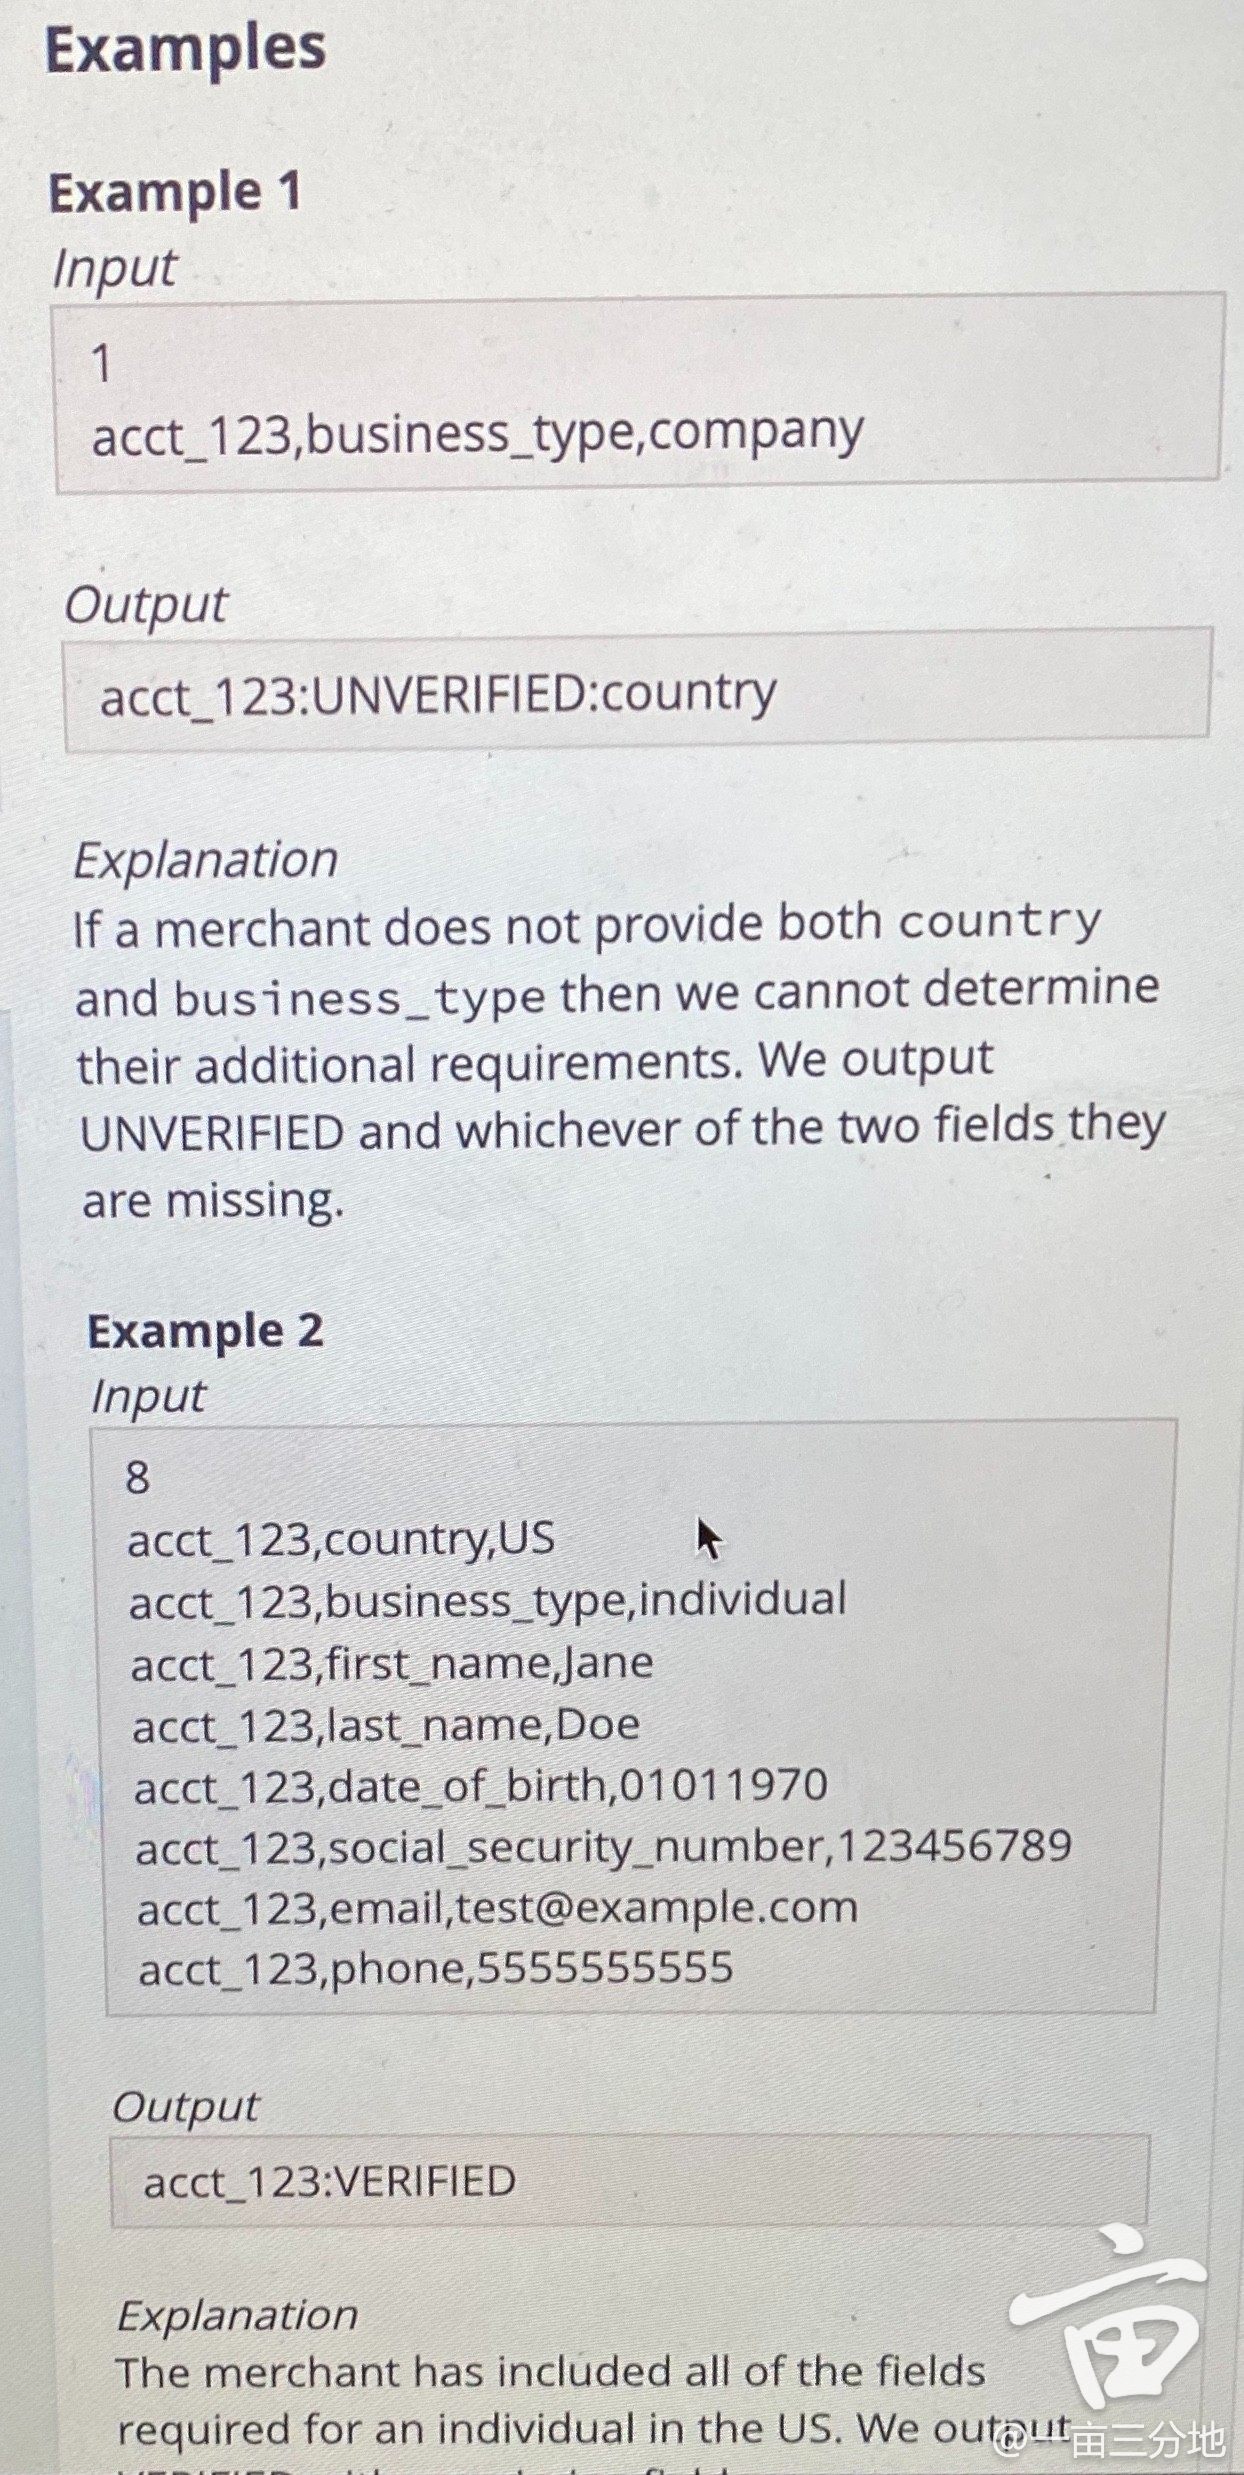 Examples
Example 1
Input
1
acct_123,business_type,company
Output
acct_123:UNVERIFIED:country
Explanation
If a merchant does not provide both country
and business_type then we cannot determine
their additional requirements. We output
UNVERIFIED and whichever of the two fields they
are missing.
Example 2
Input
8
acct_123,country,US
acct_123,business_type,individual
acct_123,first_name,Jane
acct_123,last_name,Doe
acct_123,date_of_birth,01011970
acct_123,social_security_number,123456789
acct_123,email,test@example.com
acct_123,phone,5555555555
Output
acct_123:VERIFIED
Explanation
The merchant has included all of the fields
required for an individual in the US. We output
亩
@一亩三分地